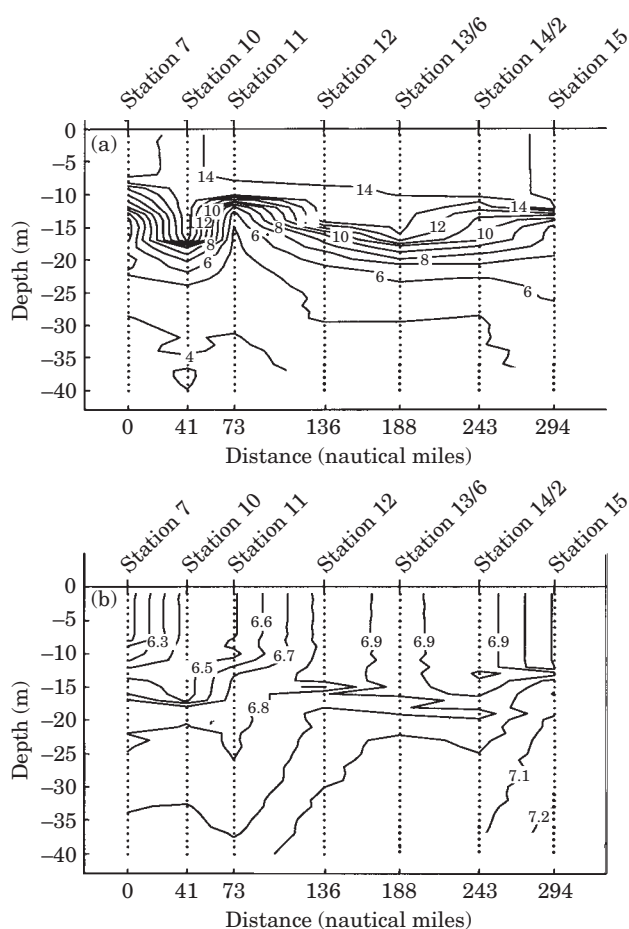 Station 7
Station 10
Station 11
Station 12
Station 13/6
Station 14/2
Station 15
(a)
0
−5
−10
−15
−20
−25
−30
−35
−40
Depth (m)
14
14
14
10
12
8
6
6
8
10
12
10
8
6
6
4
0
41
73
136
188
243
294
Distance (nautical miles)
Station 7
Station 10
Station 11
Station 12
Station 13/6
Station 14/2
Station 15
(b)
0
−5
−10
−15
−20
−25
−30
−35
−40
Depth (m)
6.3
6.6
6.9
6.9
6.9
6.7
6.5
6.8
7.1
7.2
0
41
73
136
188
243
294
Distance (nautical miles)